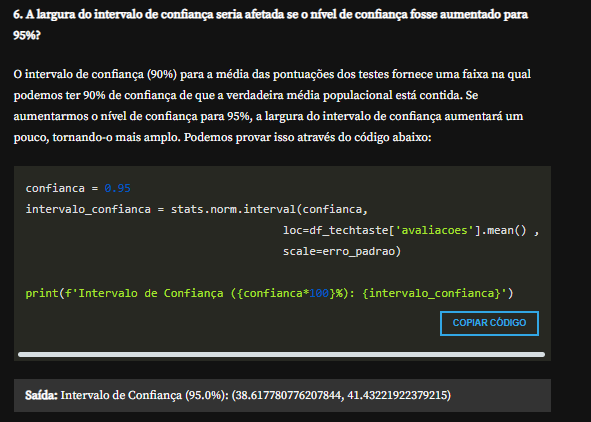 6. A largura do intervalo de confiança seria afetada se o nível de confiança fosse aumentado para
95%?
O intervalo de confiança (90%) para a média das pontuações dos testes fornece uma faixa na qual
podemos ter 90% de confiança de que a verdadeira média populacional está contida. Se
aumentarmos o nível de confiança para 95%, a largura do intervalo de confiança aumentará um
pouco, tornando-o mais amplo. Podemos provar isso através do código abaixo:
confianca = 0.95
intervalo_confianca = stats.norm.interval(confianca,
loc=df_techtaste['avaliacoes'].mean() ,
scale=erro_padrao)
print(f'Intervalo de Confiança ({confianca*100}%): {intervalo_confianca}')
COPIAR CÓDIGO
Saída: Intervalo de Confiança (95.0%): (38.617780776207844, 41.43221922379215)